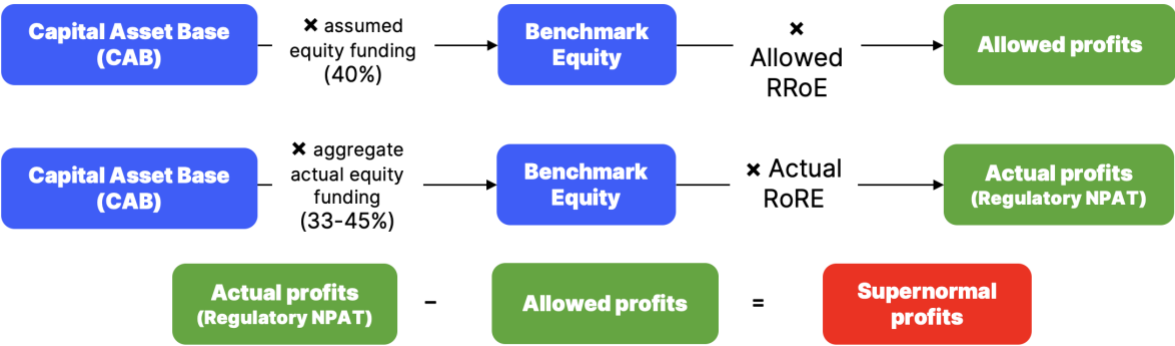 Capital Asset Base
(CAB)
× assumed
equity funding
(40%)
Benchmark
Equity
×
Allowed
RRoE
Allowed profits
Capital Asset Base
(CAB)
× aggregate
actual equity
funding
(33-45%)
Benchmark
Equity
× Actual
RoRE
Actual profits
(Regulatory NPAT)
Actual profits
(Regulatory NPAT)
–
Allowed profits
=
Supernormal
profits